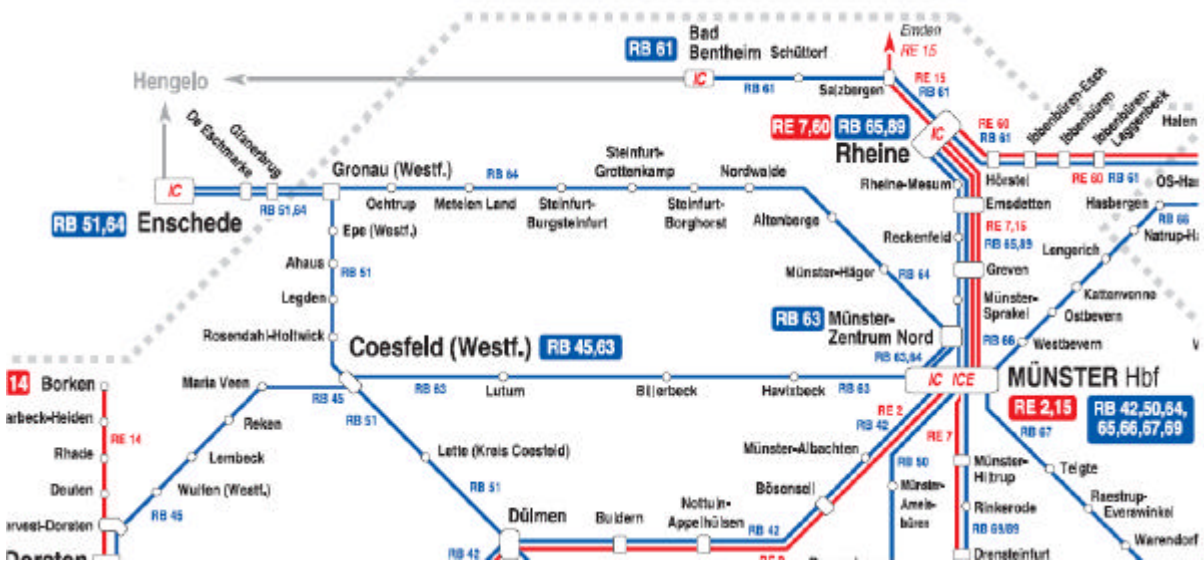 Emden
RE 15
Bad
Bentheim
RB 61
Schüttorf
Hengelo
IC
RB 61
Salzbergen
RE 15
RB 61
De Eschmarke
Glanerbrug
RE 7,60
RB 65,89
IC
Rheine
RE 60
RB 61
Ibbenbüren-Esch
Ibbenbüren
Ibbenbüren-
Laggenbeck
Halen
Gronau (Westf.)
RB 64
Steinfurt-
Grottenkamp
Nordwalde
Rheine-Mesum
Hörstel
RE 60
RB 61
IC
Ochtrup
Metelen Land
Steinfurt-
Burgsteinfurt
Steinfurt-
Borghorst
Altenberge
Emsdetten
Hasbergen
RB 51,64
Enschede
RB 51,64
Epe (Westf.)
Reckenfeld
RE 7,15
RB 65,89
RB 66
Lengerich
Ahaus
RB 51
Münster-Häger
RB 64
Greven
Legden
Kattenvenne
Münster-
Sprakel
Ostbevern
RB 63
Münster-
Zentrum Nord
Rosendahl-Holtwick
Coesfeld (Westf.)
RB 45,63
RB 63,64
RB 66
Westbevern
14
Borken
Maria Veen
RB 45
RB 63
Lutum
Billerbeck
Havixbeck
RB 63
IC
ICE
MÜNSTER Hbf
RE 2,15
RB 42,50,64,
65,66,67,69
Reken
RB 51
RE 2
RB 42
RE 7
RB 67
RE 14
Rhade
Lembeck
Lette (Kreis Coesfeld)
Münster-Albachten
RB 50
Münster-
Hiltrup
Telgte
Deuten
Wulfen (Westf.)
RB 51
Bösensell
Münster-
Amels-
büren
Raestrup-
Everswinkel
RB 45
Dülmen
Buldern
Nottuln-
Appelhülsen
RB 42
Rinkerode
RB 69/89
RB 42
Drensteinfurt
Warendorf